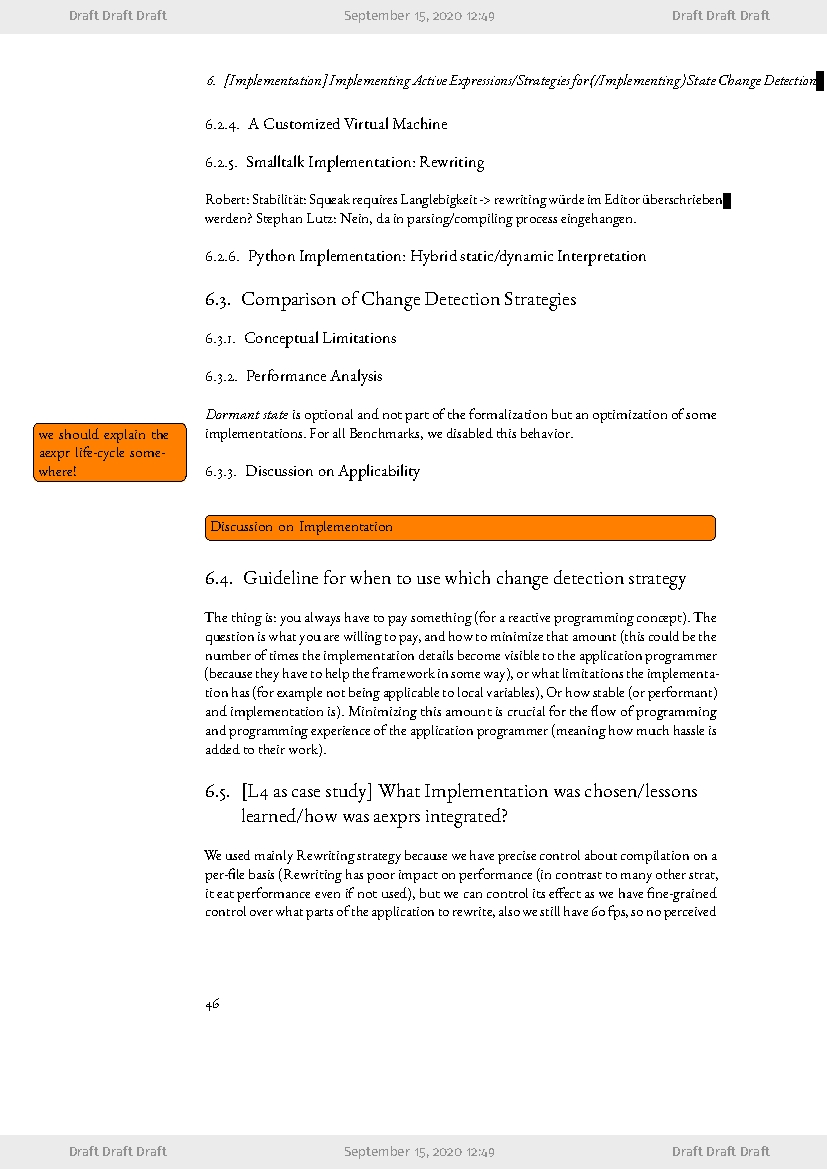 Draft Draft Draft September 15, 2020 12:49 Draft Draft Draft
6. [Implementation] Implementing Active Expressions/Strategies for(/Implementing) State Change Detection
6.2.4. A Customized Virtual Machine
6.2.5. Smalltalk Implementation: Rewriting
Robert: Stabilität: Squeak requires Langlebigkeit -> rewriting würde im Editor überschrieben
werden? Stephan Lutz: Nein, da in parsing/compiling process eingehangen.
6.2.6. Python Implementation: Hybrid static/dynamic Interpretation
6.3. Comparison of Change Detection Strategies
6.3.1. Conceptual Limitations
6.3.2. Performance Analysis
Dormant state is optional and not part of the formalization but an optimization of some
implementations. For all Benchmarks, we disabled this behavior.
we should explain the
aexpr life-cycle some-
where!
6.3.3. Discussion on Applicability
Discussion on Implementation
6.4. Guideline for when to use which change detection strategy
The thing is: you always have to pay something (for a reactive programming concept). The
question is what you are willing to pay, and how to minimize that amount (this could be the
number of times the implementation details become visible to the application programmer
(because they have to help the framework in some way), or what limitations the implementa-
tion has (for example not being applicable to local variables), Or how stable (or performant)
and implementation is). Minimizing this amount is crucial for the flow of programming
and programming experience of the application programmer (meaning how much hassle is
added to their work).
6.5. [L4 as case study] What Implementation was chosen/lessons
learned/how was aexprs integrated?
We used mainly Rewriting strategy because we have precise control about compilation on a
per-file basis (Rewriting has poor impact on performance (in contrast to many other strat,
it eat performance even if not used), but we can control its effect as we have fine-grained
control over what parts of the application to rewrite, also we still have 60 fps, so no perceived
46
Draft Draft Draft September 15, 2020 12:49 Draft Draft Draft